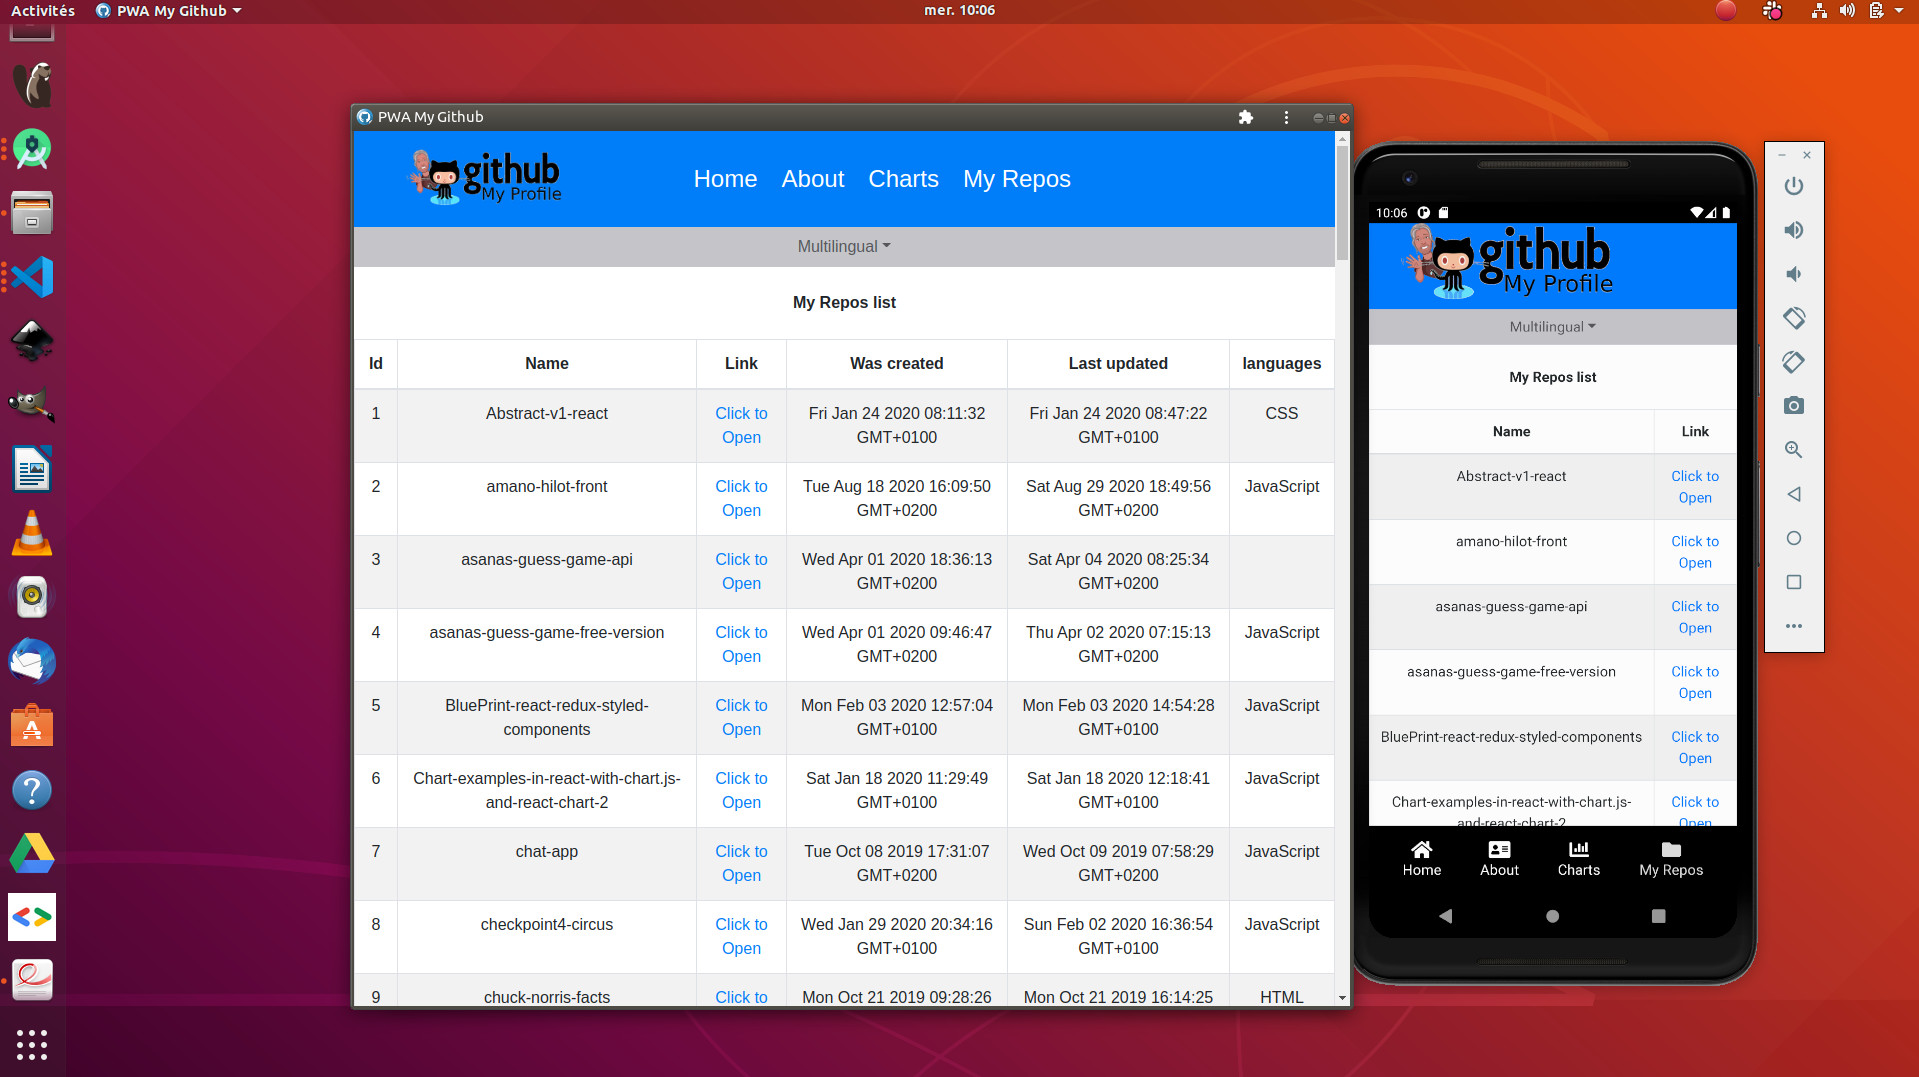 Activités PWA My Github mer. 10:06
PWA My Github
github
My Profile
Home About Charts My Repos
Multilingual
My Repos list
Id Name Link Was created Last updated languages
1 Abstract-v1-react Click to Open Fri Jan 24 2020 08:11:32 GMT+0100 Fri Jan 24 2020 08:47:22 GMT+0100 CSS
2 amano-hilot-front Click to Open Tue Aug 18 2020 16:09:50 GMT+0200 Sat Aug 29 2020 18:49:56 GMT+0200 JavaScript
3 asanas-guess-game-api Click to Open Wed Apr 01 2020 18:36:13 GMT+0200 Sat Apr 04 2020 08:25:34 GMT+0200
4 asanas-guess-game-free-version Click to Open Wed Apr 01 2020 09:46:47 GMT+0200 Thu Apr 02 2020 07:15:13 GMT+0200 JavaScript
5 BluePrint-react-redux-styled-components Click to Open Mon Feb 03 2020 12:57:04 GMT+0100 Mon Feb 03 2020 14:54:28 GMT+0100 JavaScript
6 Chart-examples-in-react-with-chart.js-and-react-chart-2 Click to Open Sat Jan 18 2020 11:29:49 GMT+0100 Sat Jan 18 2020 12:18:41 GMT+0100 JavaScript
7 chat-app Click to Open Tue Oct 08 2019 17:31:07 GMT+0200 Wed Oct 09 2019 07:58:29 GMT+0200 JavaScript
8 checkpoint4-circus Click to Open Wed Jan 29 2020 20:34:16 GMT+0100 Sun Feb 02 2020 16:36:54 GMT+0100 JavaScript
9 chuck-norris-facts Click to Mon Oct 21 2019 09:28:26 Mon Oct 21 2019 16:14:25 HTML
10:06
github
My Profile
Multilingual
My Repos list
Name Link
Abstract-v1-react Click to Open
amano-hilot-front Click to Open
asanas-guess-game-api Click to Open
asanas-guess-game-free-version Click to Open
BluePrint-react-redux-styled-components Click to Open
Chart-examples-in-react-with-chart.js-and-react-chart-2 Click to Open
Home About Charts My Repos